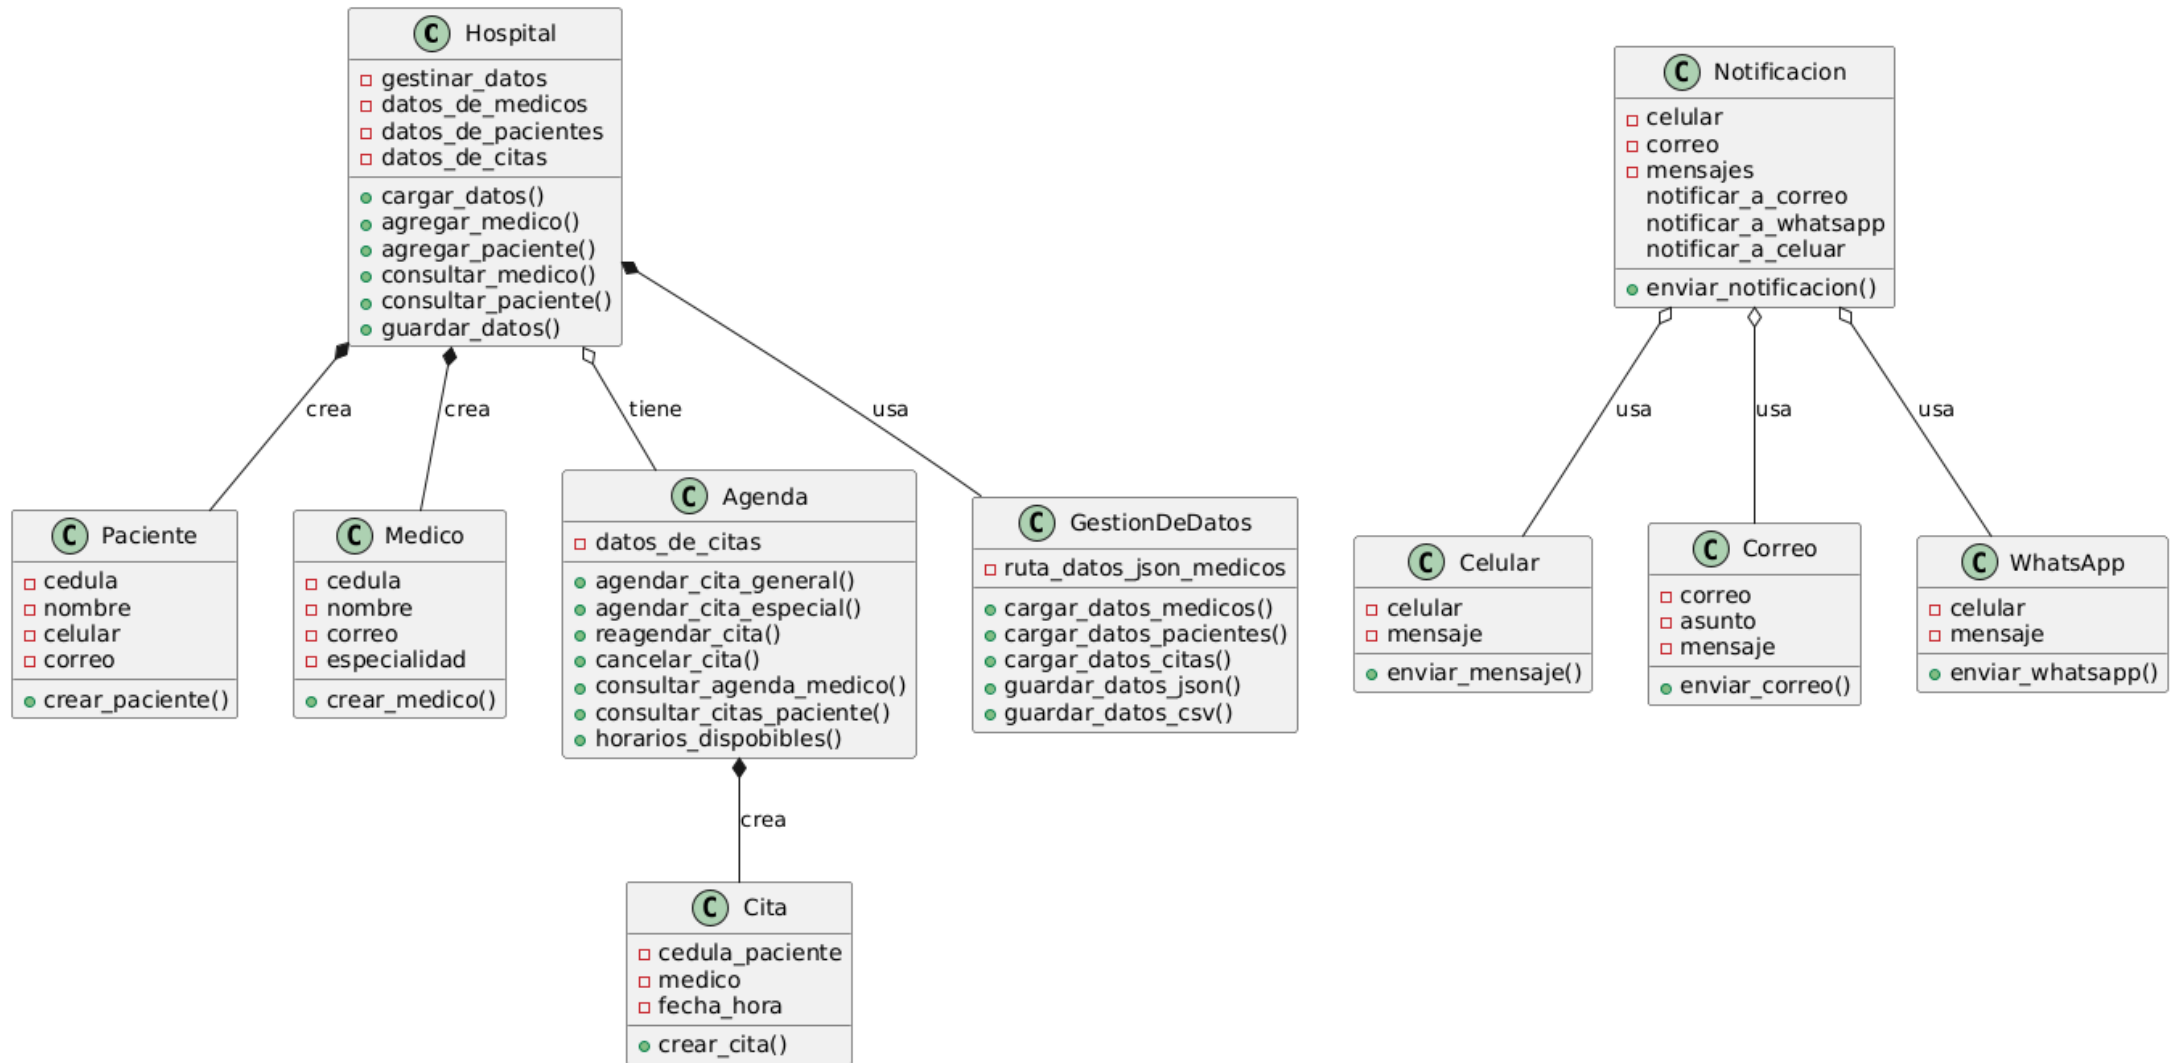 C Hospital
gestinar_datos
datos_de_medicos
datos_de_pacientes
datos_de_citas
cargar_datos()
agregar_medico()
agregar_paciente()
consultar_medico()
consultar_paciente()
guardar_datos()
C Notificacion
celular
correo
mensajes
notificar_a_correo
notificar_a_whatsapp
notificar_a_celuar
enviar_notificacion()
crea
crea
tiene
usa
usa
usa
usa
C Paciente
cedula
nombre
celular
correo
crear_paciente()
C Medico
cedula
nombre
correo
especialidad
crear_medico()
C Agenda
datos_de_citas
agendar_cita_general()
agendar_cita_especial()
reagendar_cita()
cancelar_cita()
consultar_agenda_medico()
consultar_citas_paciente()
horarios_dispobibles()
C GestionDeDatos
ruta_datos_json_medicos
cargar_datos_medicos()
cargar_datos_pacientes()
cargar_datos_citas()
guardar_datos_json()
guardar_datos_csv()
C Celular
celular
mensaje
enviar_mensaje()
C Correo
correo
asunto
mensaje
enviar_correo()
C WhatsApp
celular
mensaje
enviar_whatsapp()
crea
C Cita
cedula_paciente
medico
fecha_hora
crear_cita()